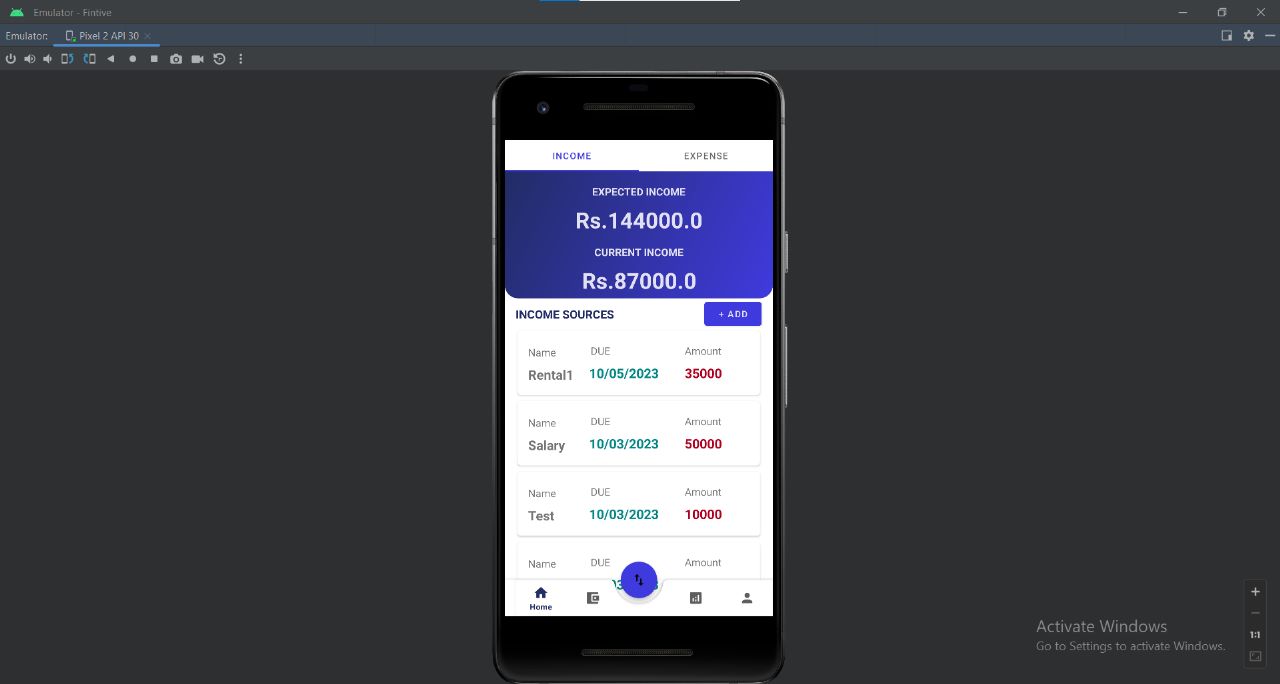 Emulator - Fintive
Emulator: Pixel 2 API 30
INCOME EXPENSE
EXPECTED INCOME
Rs.144000.0
CURRENT INCOME
Rs.87000.0
INCOME SOURCES + ADD
Name DUE Amount
Rental1 10/05/2023 35000
Name DUE Amount
Salary 10/03/2023 50000
Name DUE Amount
Test 10/03/2023 10000
Name DUE Amount
Home
1:1
Activate Windows
Go to Settings to activate Windows.